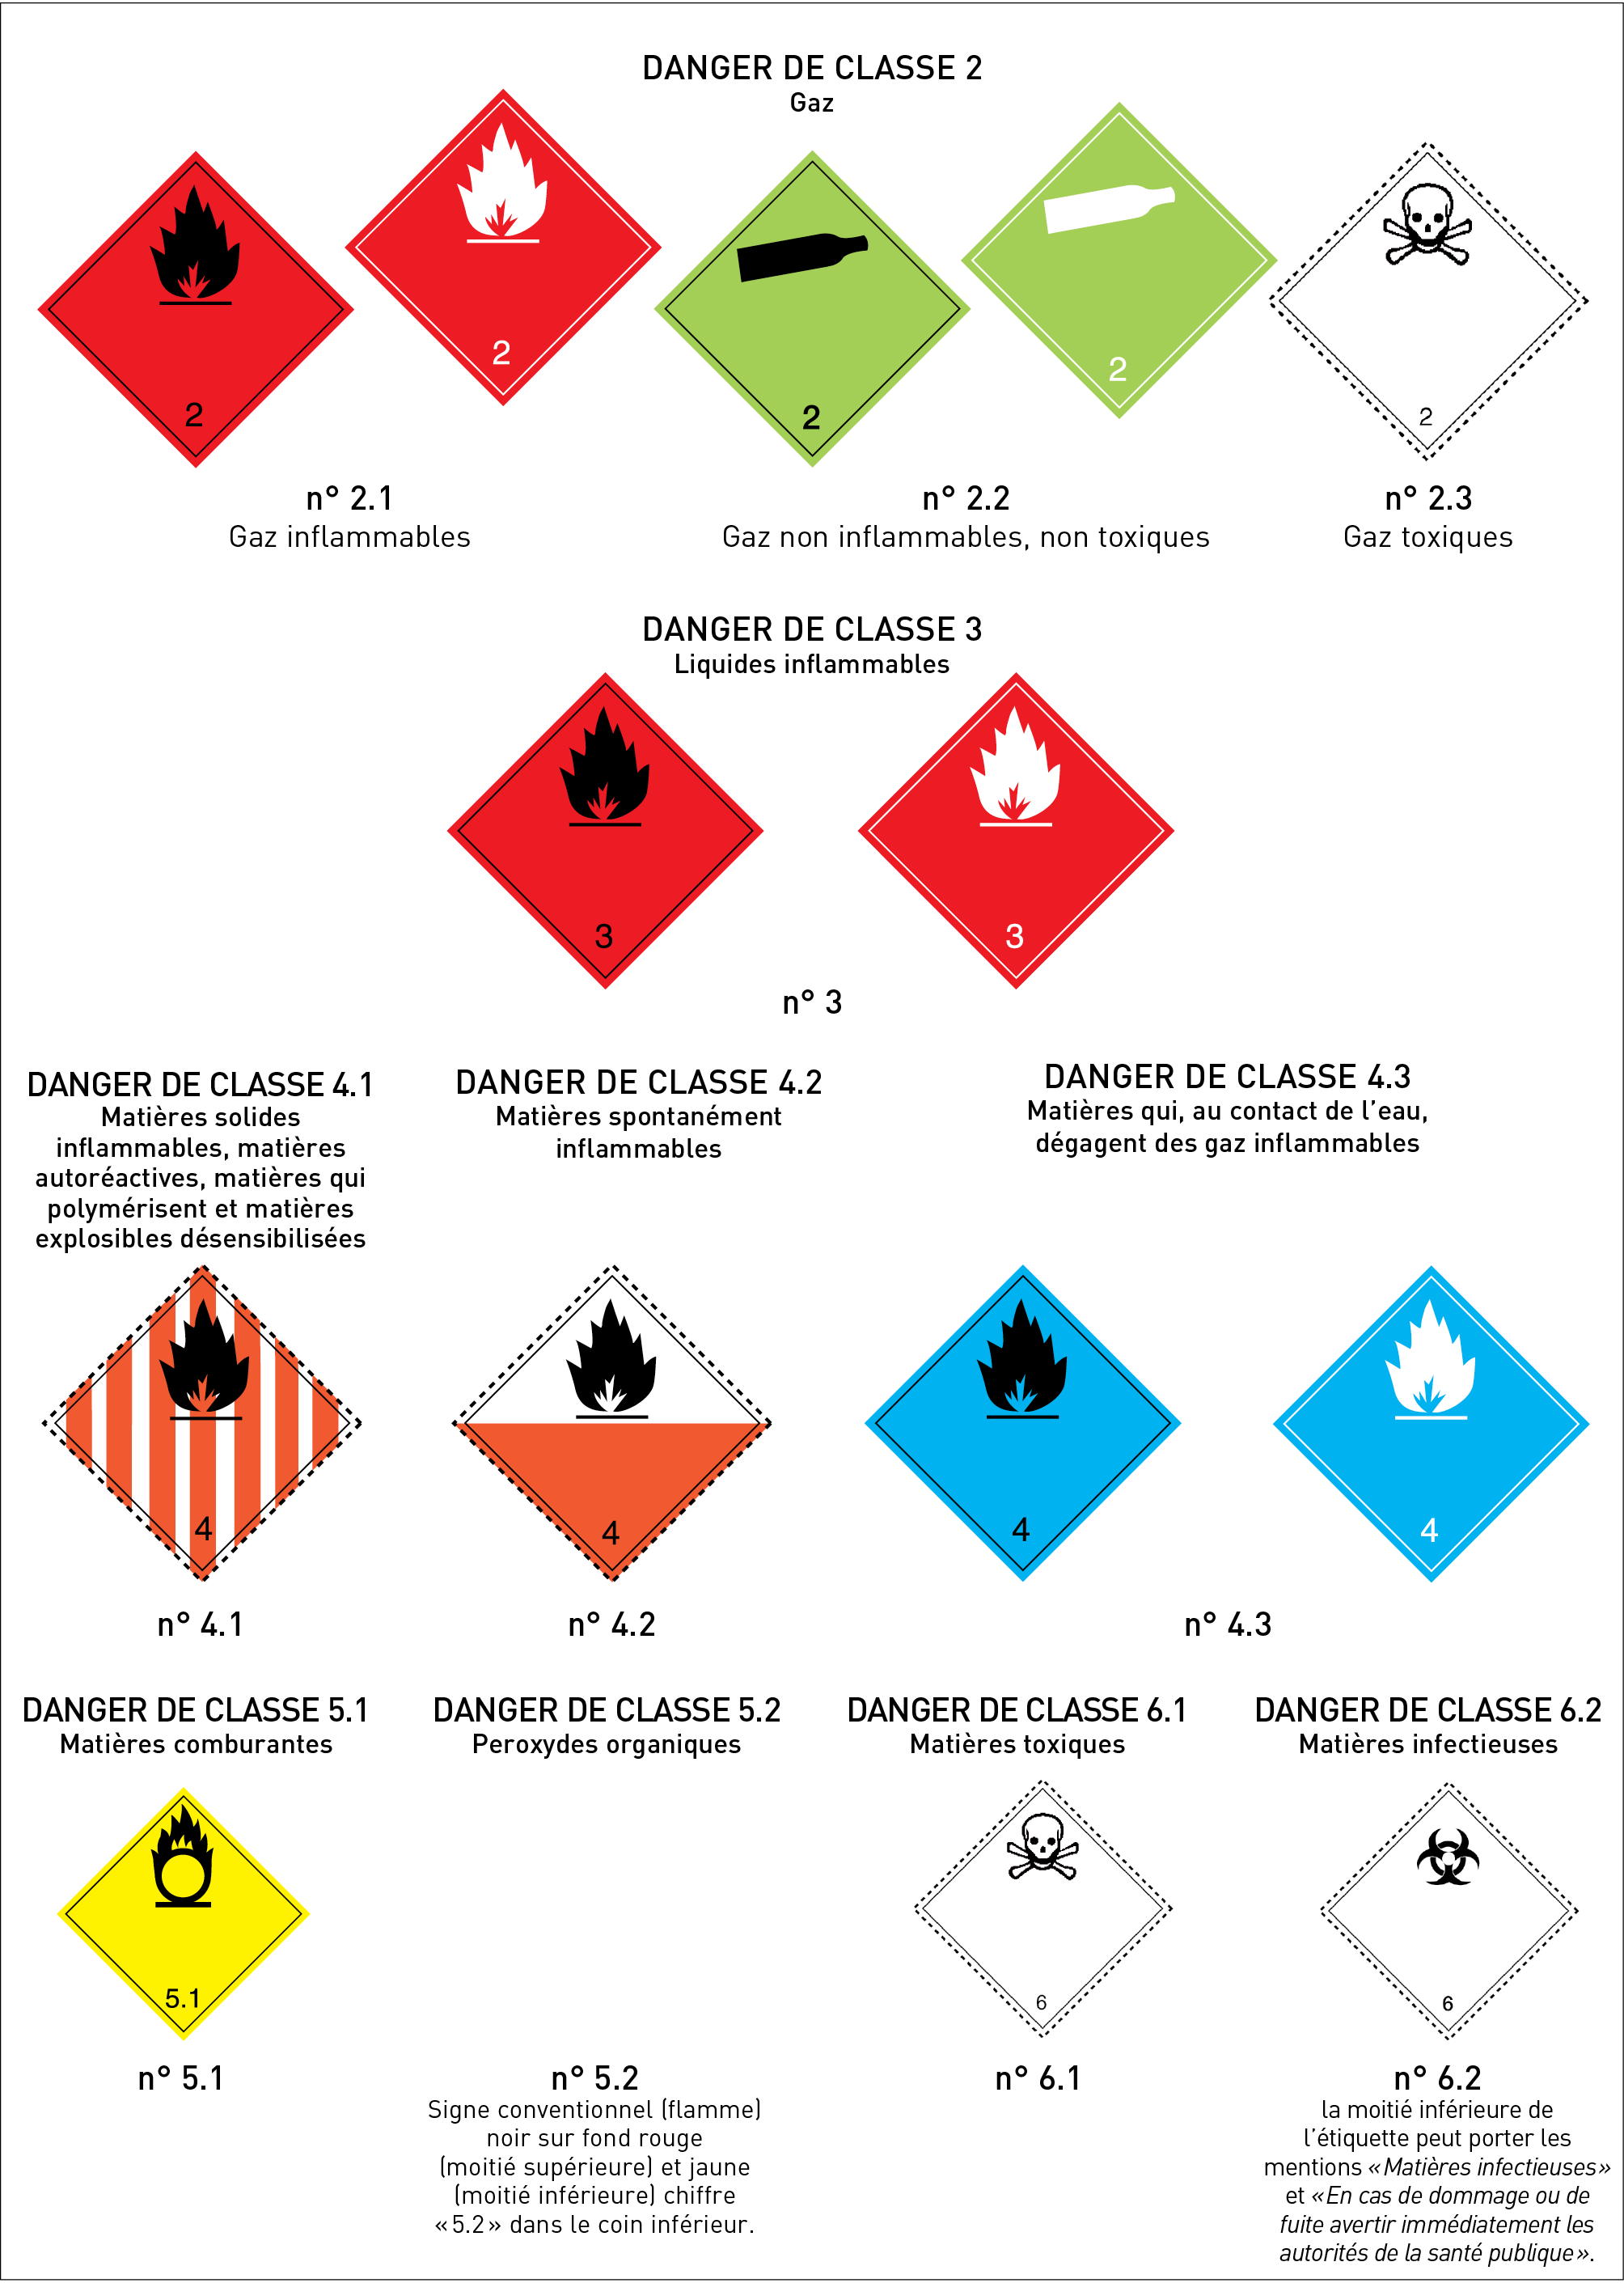 DANGER DE CLASSE 2
Gaz
2
2
2
2
2
n° 2.1
Gaz inflammables
n° 2.2
Gaz non inflammables, non toxiques
n° 2.3
Gaz toxiques
DANGER DE CLASSE 3
Liquides inflammables
3
3
n° 3
DANGER DE CLASSE 4.1
Matières solides
inflammables, matières
autoréactives, matières qui
polymérisent et matières
explosibles désensibilisées
4
n° 4.1
DANGER DE CLASSE 4.2
Matières spontanément
inflammables
4
n° 4.2
DANGER DE CLASSE 4.3
Matières qui, au contact de l'eau,
dégagent des gaz inflammables
4
4
n° 4.3
DANGER DE CLASSE 5.1
Matières comburantes
5.1
n° 5.1
DANGER DE CLASSE 5.2
Peroxydes organiques
n° 5.2
Signe conventionnel (flamme)
noir sur fond rouge
(moitié supérieure) et jaune
(moitié inférieure) chiffre
«5.2» dans le coin inférieur.
DANGER DE CLASSE 6.1
Matières toxiques
6
n° 6.1
DANGER DE CLASSE 6.2
Matières infectieuses
6
n° 6.2
la moitié inférieure de
l'étiquette peut porter les
mentions «Matières infectieuses»
et «En cas de dommage ou de
fuite avertir immédiatement les
autorités de la santé publique».